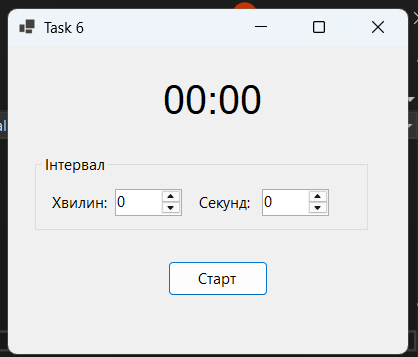 Task 6
00:00
Інтервал
Хвилин: 0 Секунд: 0
Старт